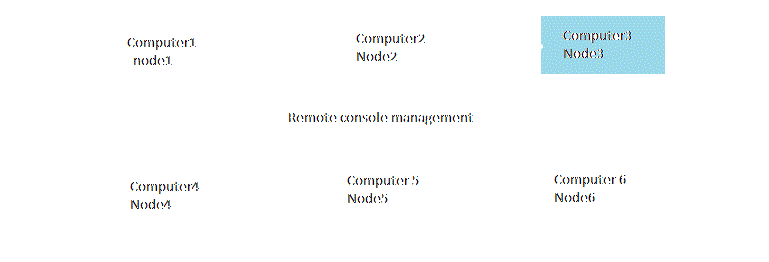 Computer1
node1
Computer2
Node2
Computer3
Node3
Remote console management
Computer4
Node4
Computer 5
Node5
Computer 6
Node6